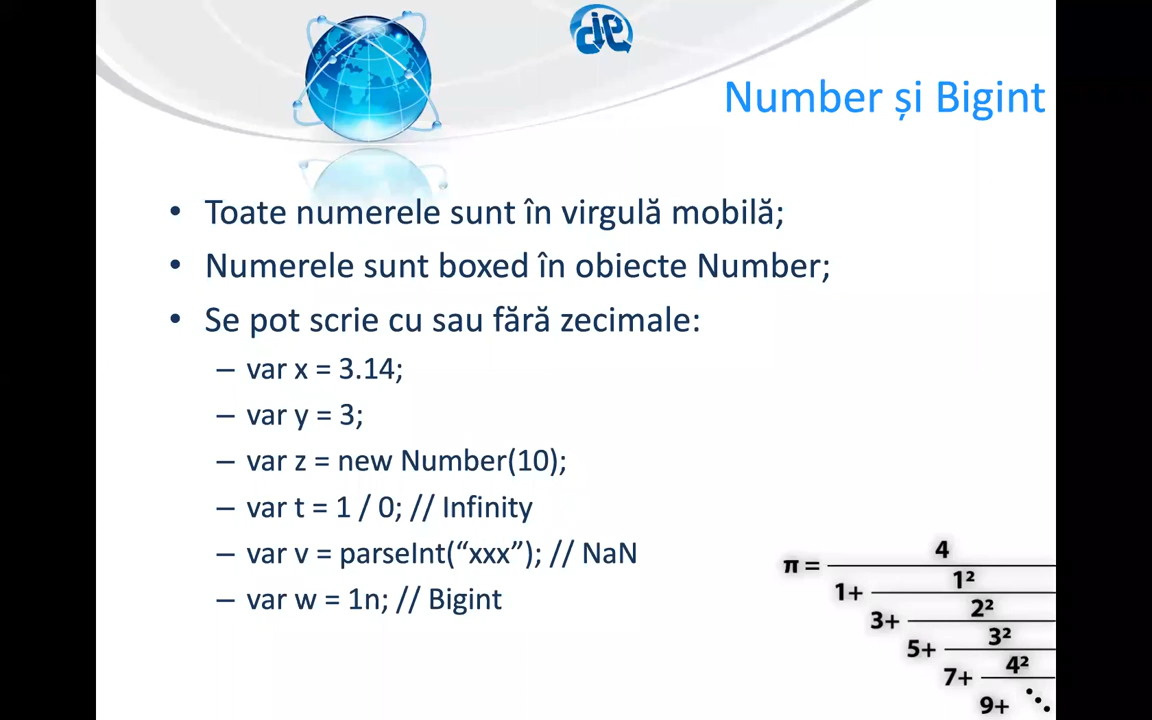 cie
Number și Bigint
• Toate numerele sunt în virgulă mobilă;
• Numerele sunt boxed în obiecte Number;
• Se pot scrie cu sau fără zecimale:
– var x = 3.14;
– var y = 3;
– var z = new Number(10);
– var t = 1 / 0; // Infinity
– var v = parseInt(“xxx”); // NaN
– var w = 1n; // Bigint
4
π =
1²
1+
2²
3+
3²
5+
4²
7+
9+ ⋱